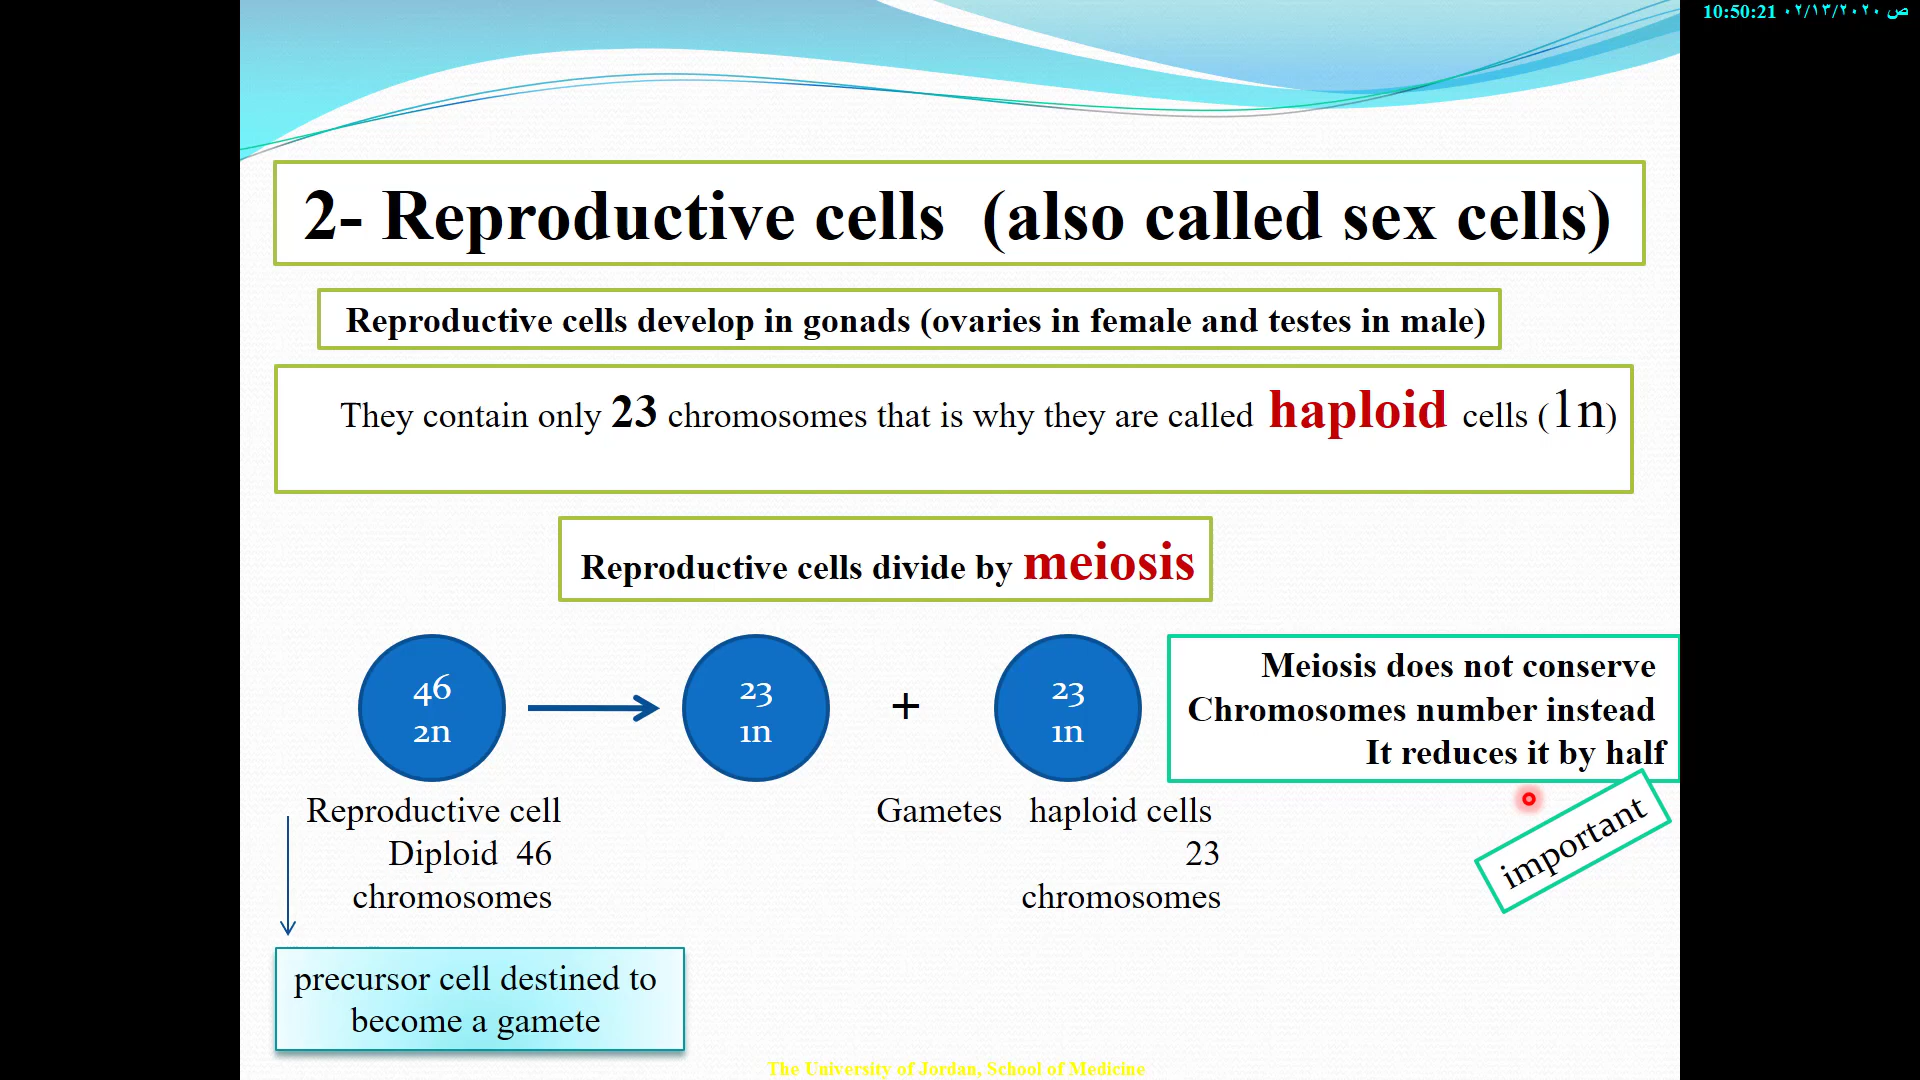 10:50:21 ٠٢/١٣/٢٠٢٠ ص
2- Reproductive cells (also called sex cells)
Reproductive cells develop in gonads (ovaries in female and testes in male)
They contain only 23 chromosomes that is why they are called haploid cells (1n)
Reproductive cells divide by meiosis
46
2n
23
1n
+
23
1n
Meiosis does not conserve
Chromosomes number instead
It reduces it by half
important
Reproductive cell
Diploid 46
chromosomes
Gametes haploid cells
23
chromosomes
precursor cell destined to
become a gamete
The University of Jordan, School of Medicine